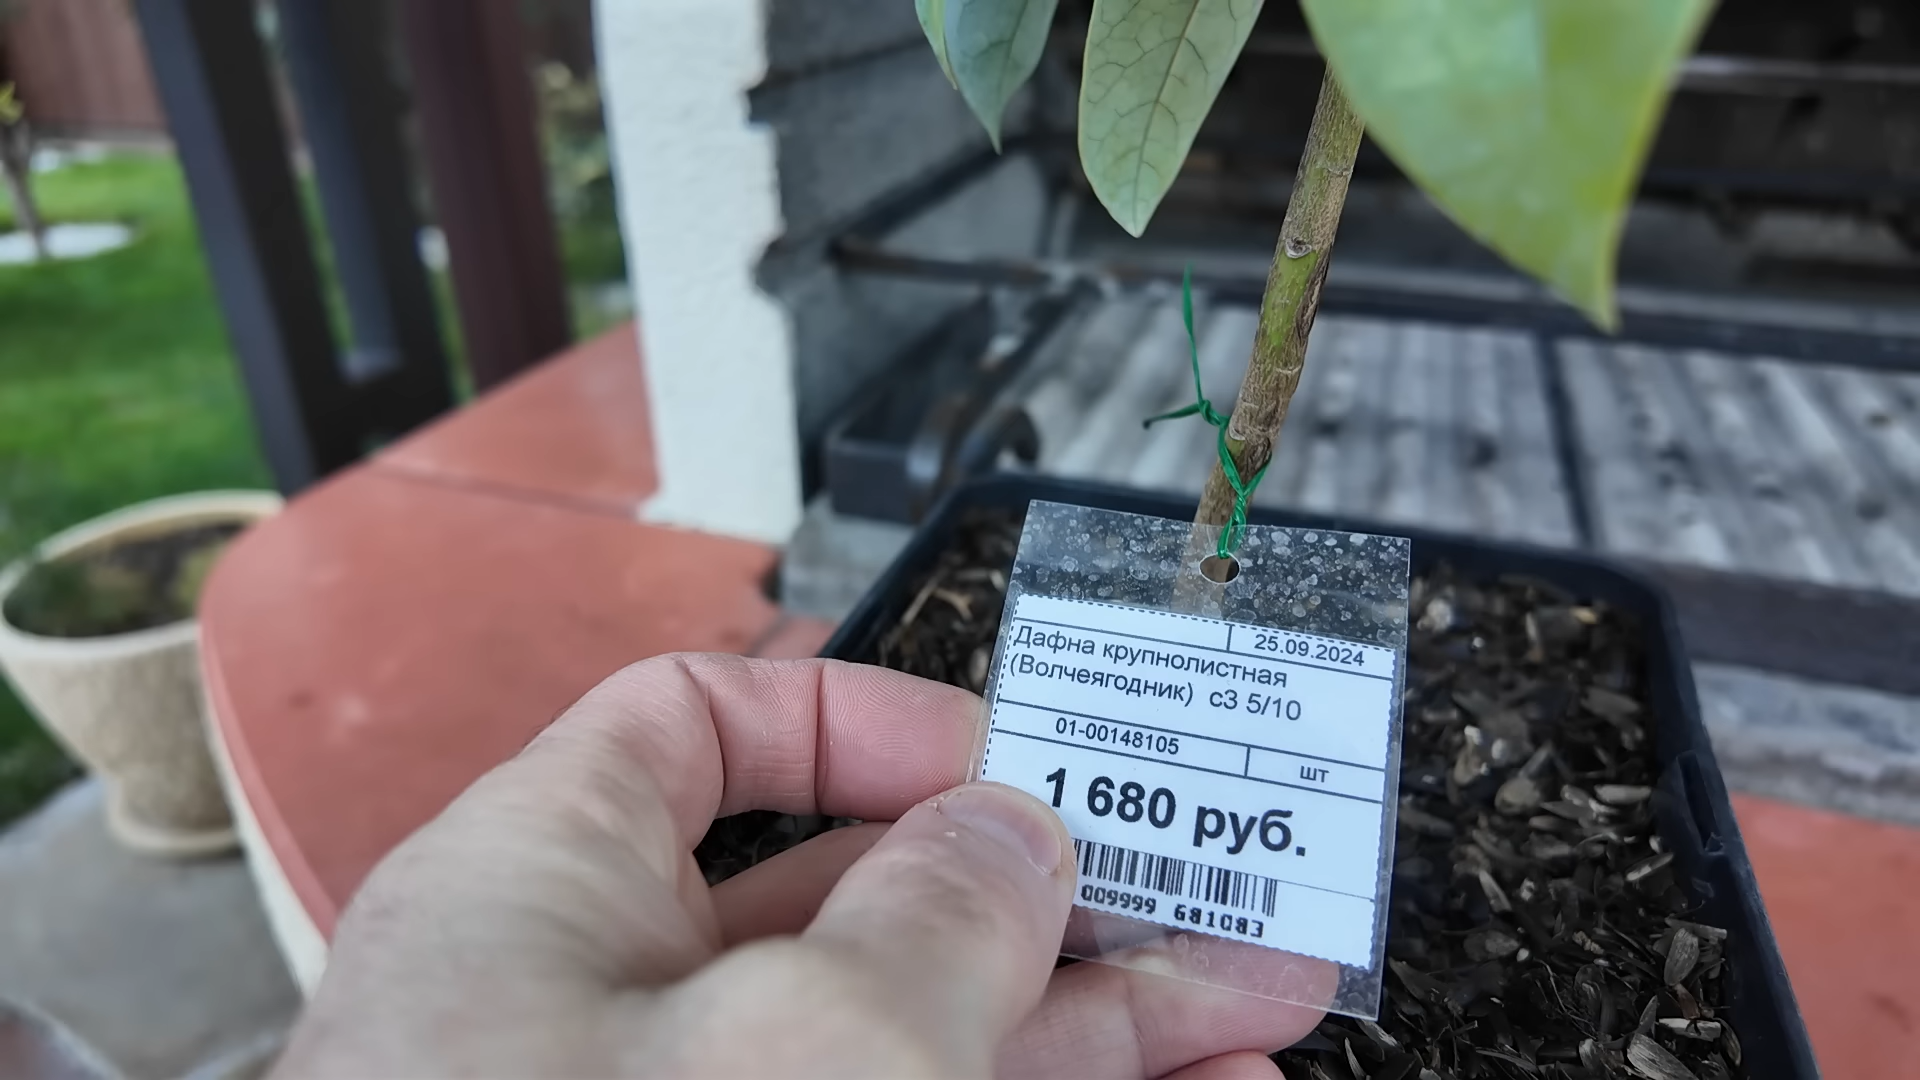 25.09.2024
Дафна крупнолистная
(Волчеягодник) с3 5/10
01-00148105
шт
1 680 руб.
009999 681083